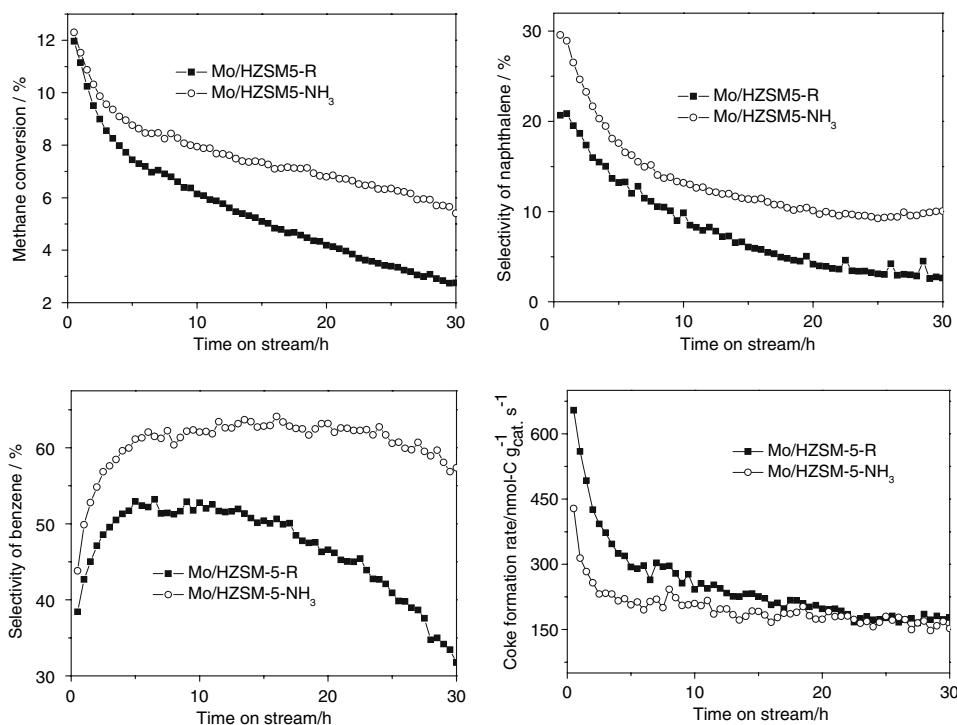 Methane conversion / %
12
10
8
6
4
2
Mo/HZSM5-R
Mo/HZSM5-NH3
0 10 20 30
Time on stream/h
Selectivity of naphthalene / %
30
20
10
0
Mo/HZSM5-R
Mo/HZSM5-NH3
0 10 20 30
Time on stream/h
Selectivity of benzene / %
60
50
40
30
Mo/HZSM-5-R
Mo/HZSM-5-NH3
0 10 20 30
Time on stream/h
Coke formation rate/nmol-C g-1cat. s-1
600
450
300
150
Mo/HZSM-5-R
Mo/HZSM-5-NH3
0 10 20 30
Time on stream/h